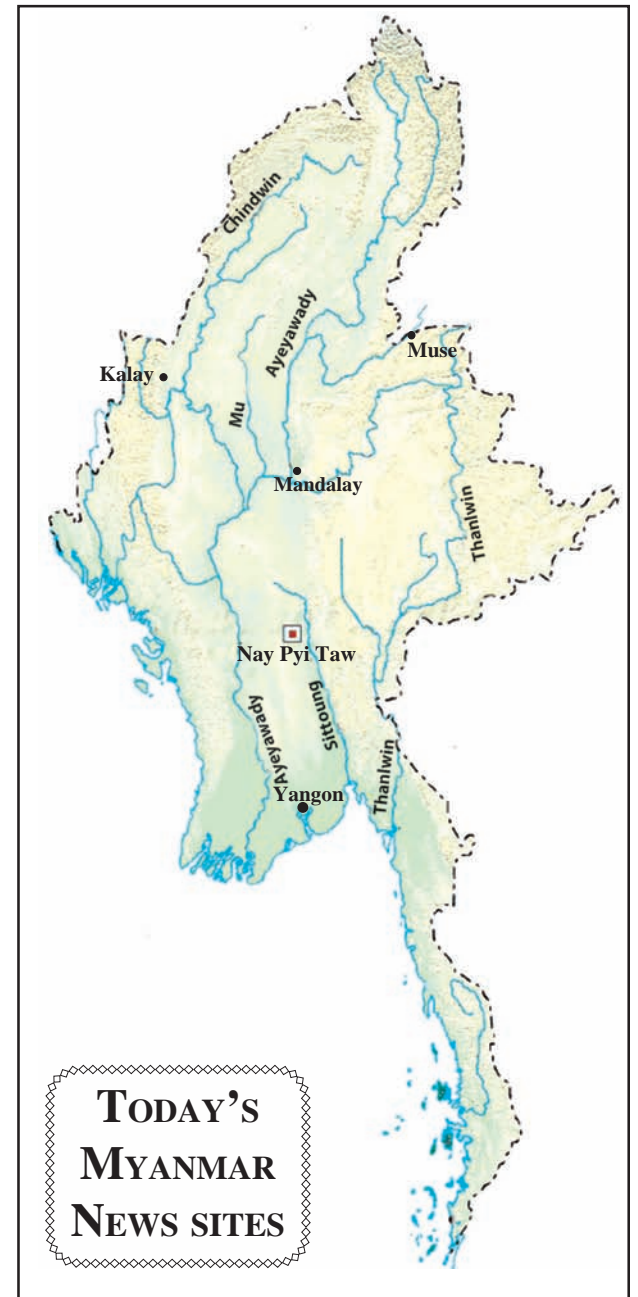 Chindwin
Ayeyawady
Muse
Kalay
Mu
Mandalay
Thanlwin
Nay Pyi Taw
Sittoung
Ayeyawady
Thanlwin
Yangon
TODAY'S
MYANMAR
NEWS SITES